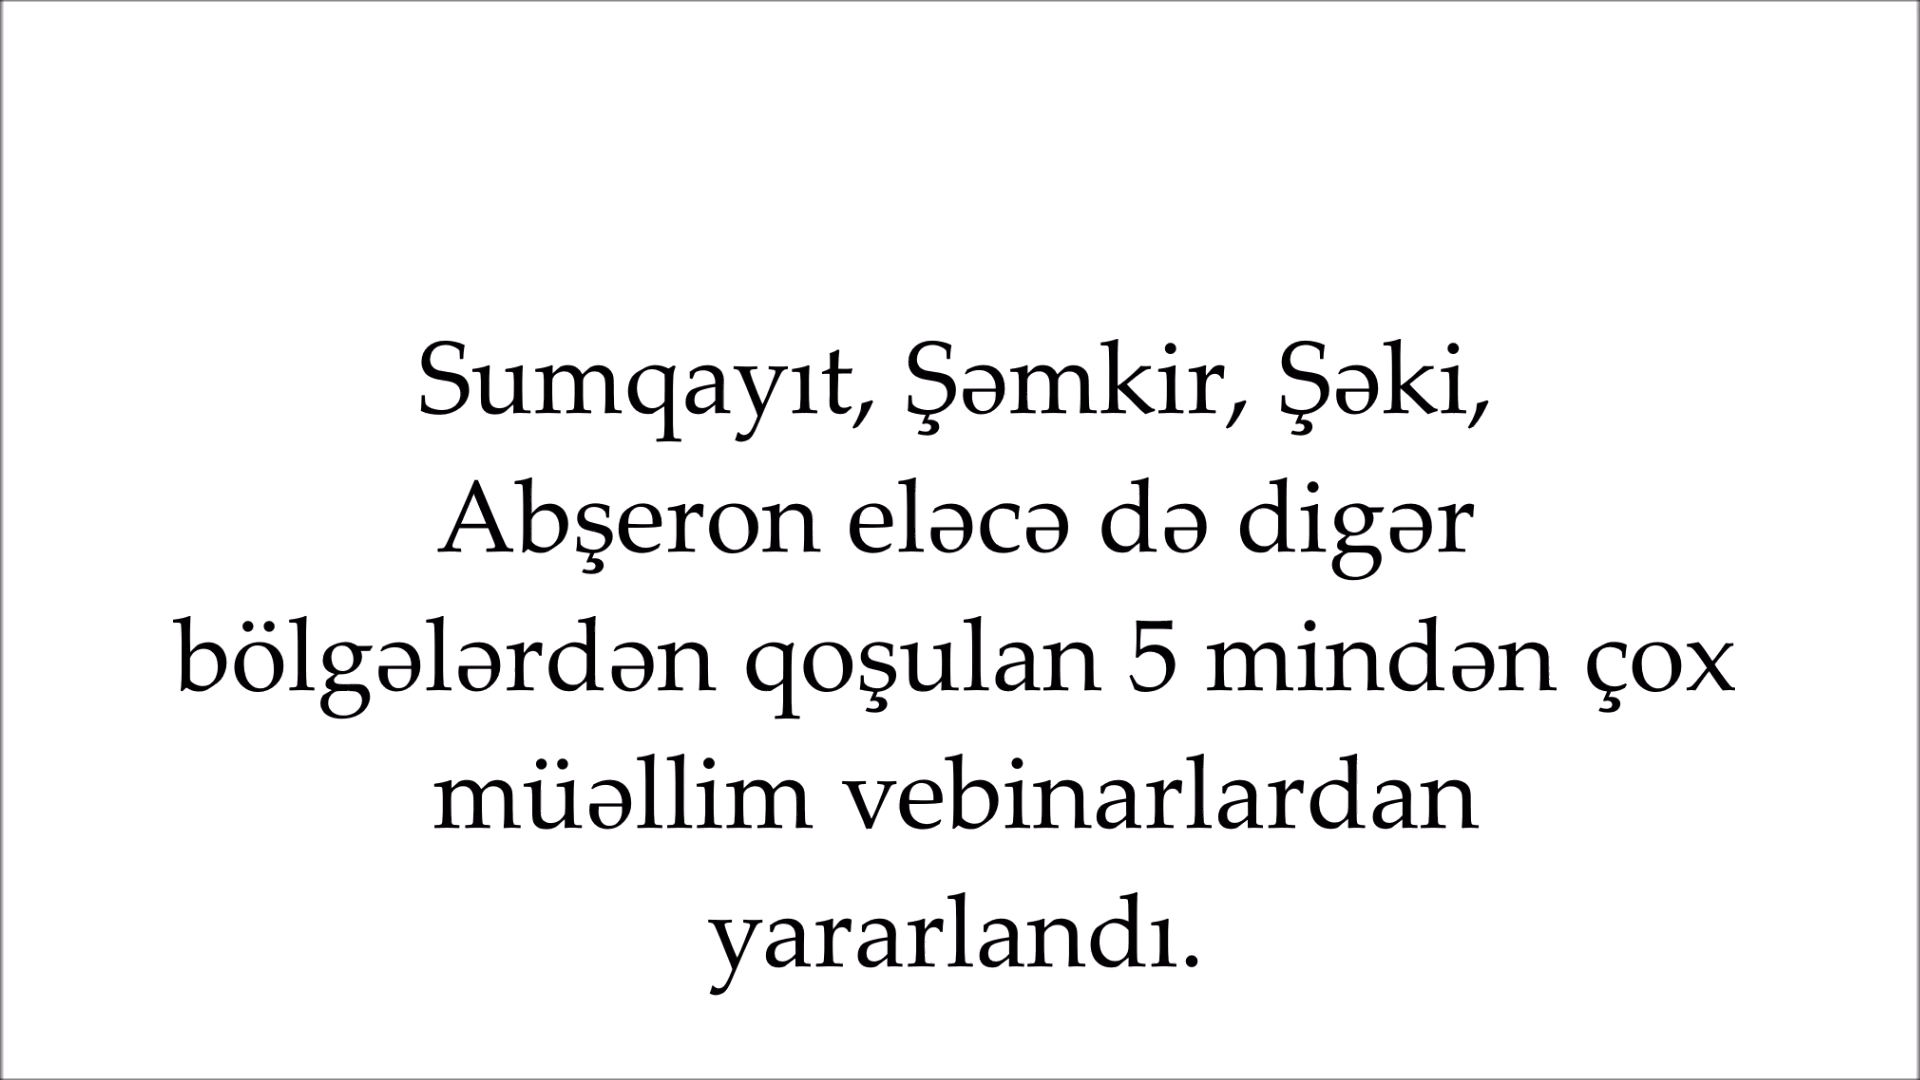 Sumqayıt, Şəmkir, Şəki,
Abşeron eləcə də digər
bölgələrdən qoşulan 5 mindən çox
müəllim vebinarlardan
yararlandı.